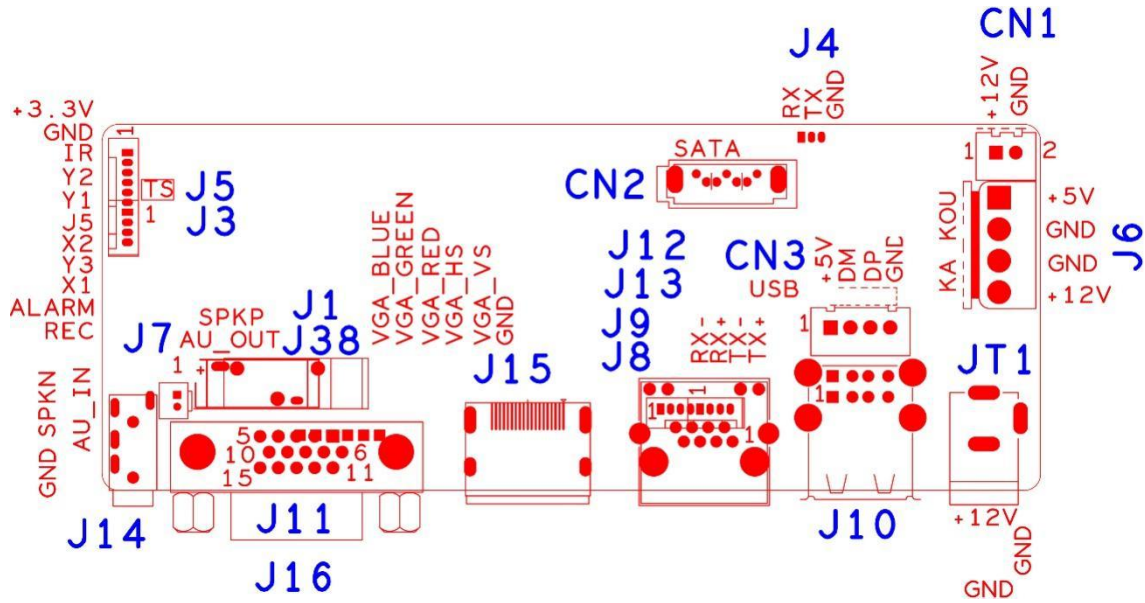 CN1
J4
+12V
GND
RX
TX
GND
+3.3V
GND
IR
Y2
Y1
J5
X2
Y3
X1
ALARM
REC
1
TS
1
J5
J3
SATA
CN2
1
2
+5V
GND
GND
+12V
KA KOU
J6
VGA_BLUE
VGA_GREEN
VGA_RED
VGA_HS
VGA_VS
GND
J12
J13
J9
J8
CN3
USB
+5V
DM
DP
GND
1
RX-
RX+
TX-
TX+
J7
1
SPKP
AU_OUT
J1
J38
+
J15
JT1
GND SPKN
AU_IN
5
10
15
6
11
1
1
1
1
J14
J11
J16
J10
+12V
GND
GND